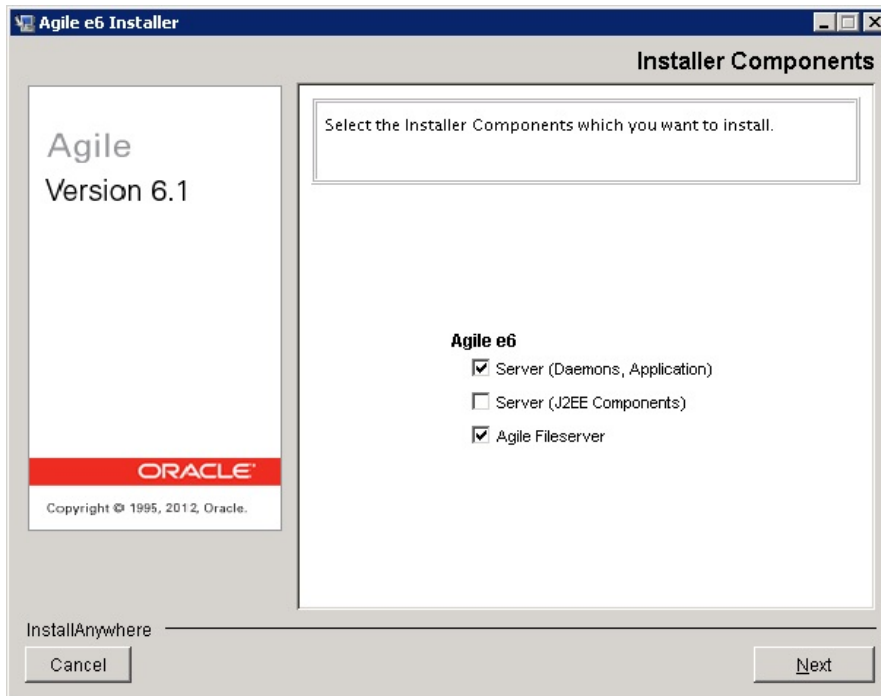 Agile e6 Installer
Installer Components
Agile
Version 6.1
ORACLE
Copyright © 1995, 2012, Oracle.
Select the Installer Components which you want to install.
Agile e6
Server (Daemons, Application)
Server (J2EE Components)
Agile Fileserver
InstallAnywhere
Cancel
Next